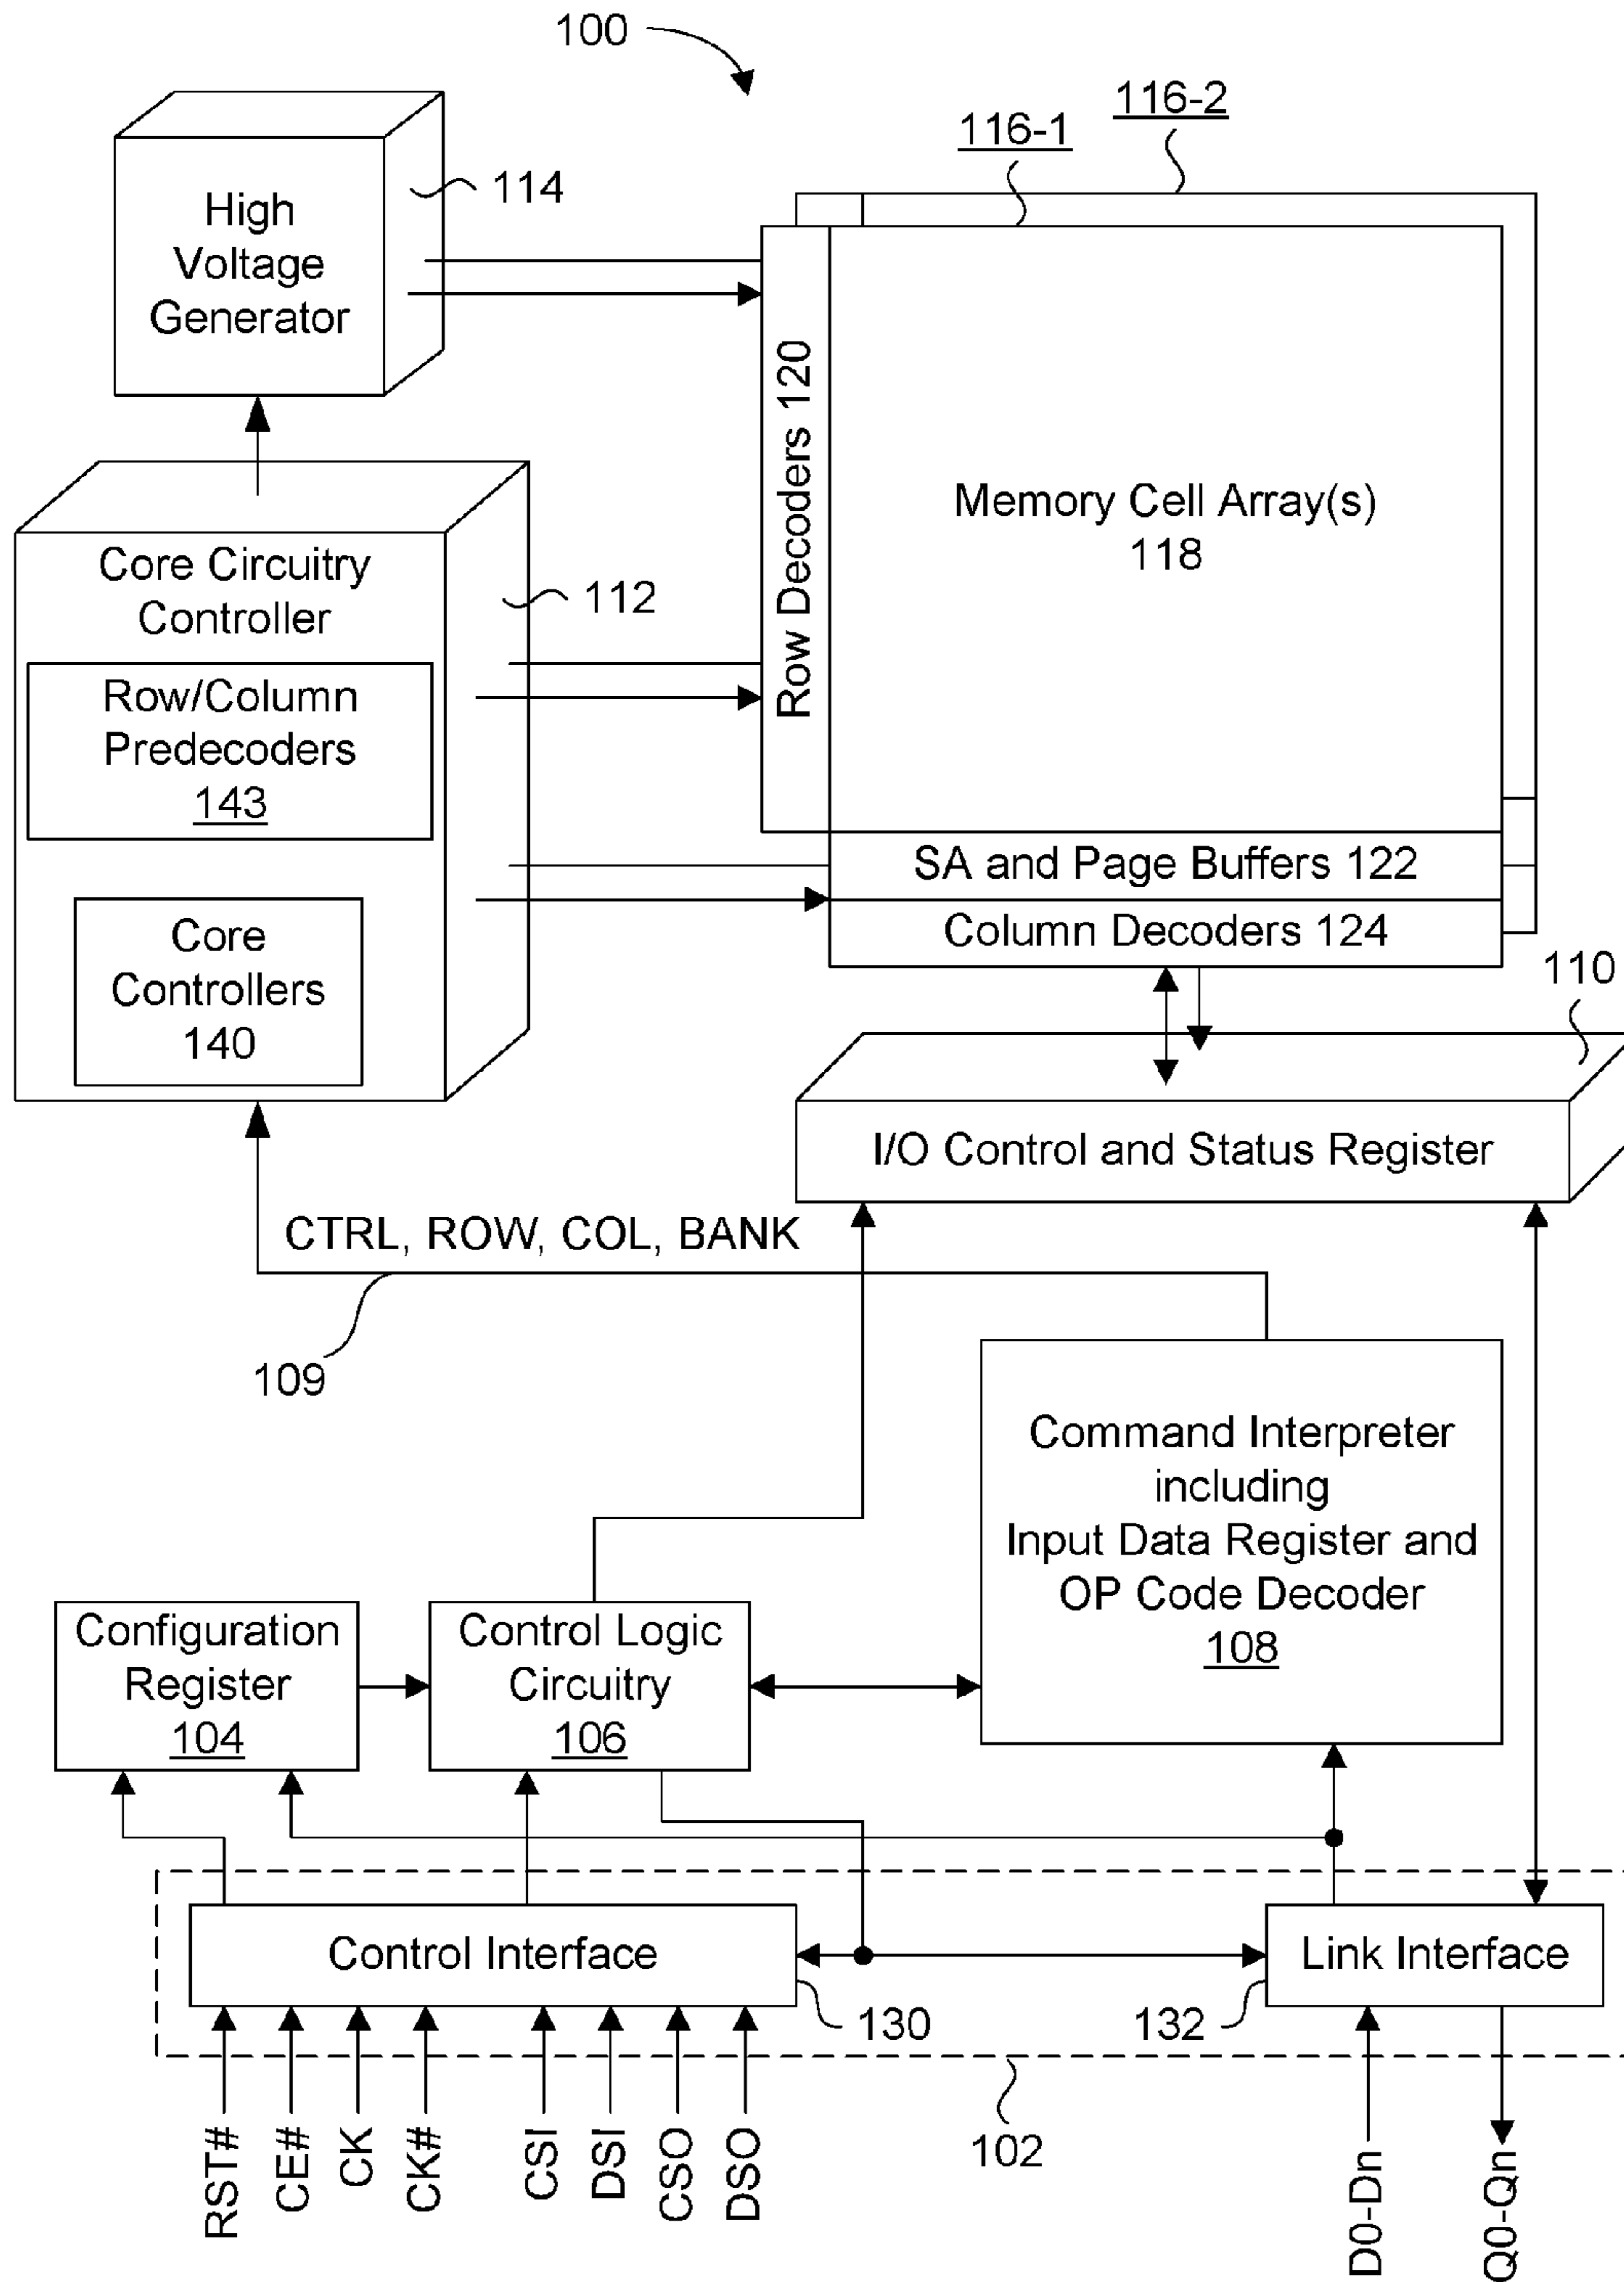 100
116-2
116-1
114
High
Voltage
Generator
Row Decoders 120
Memory Cell Array(s)
118
Core Circuitry
Controller
112
Row/Column
Predecoders
143
SA and Page Buffers 122
Column Decoders 124
Core
Controllers
140
110
I/O Control and Status Register
CTRL, ROW, COL, BANK
109
Command Interpreter
including
Input Data Register and
OP Code Decoder
108
Configuration
Register
104
Control Logic
Circuitry
106
Control Interface
Link Interface
130
132
102
RST#
CE#
CK
CK#
CSI
DSI
CSO
DSO
D0-Dn
Q0-Qn